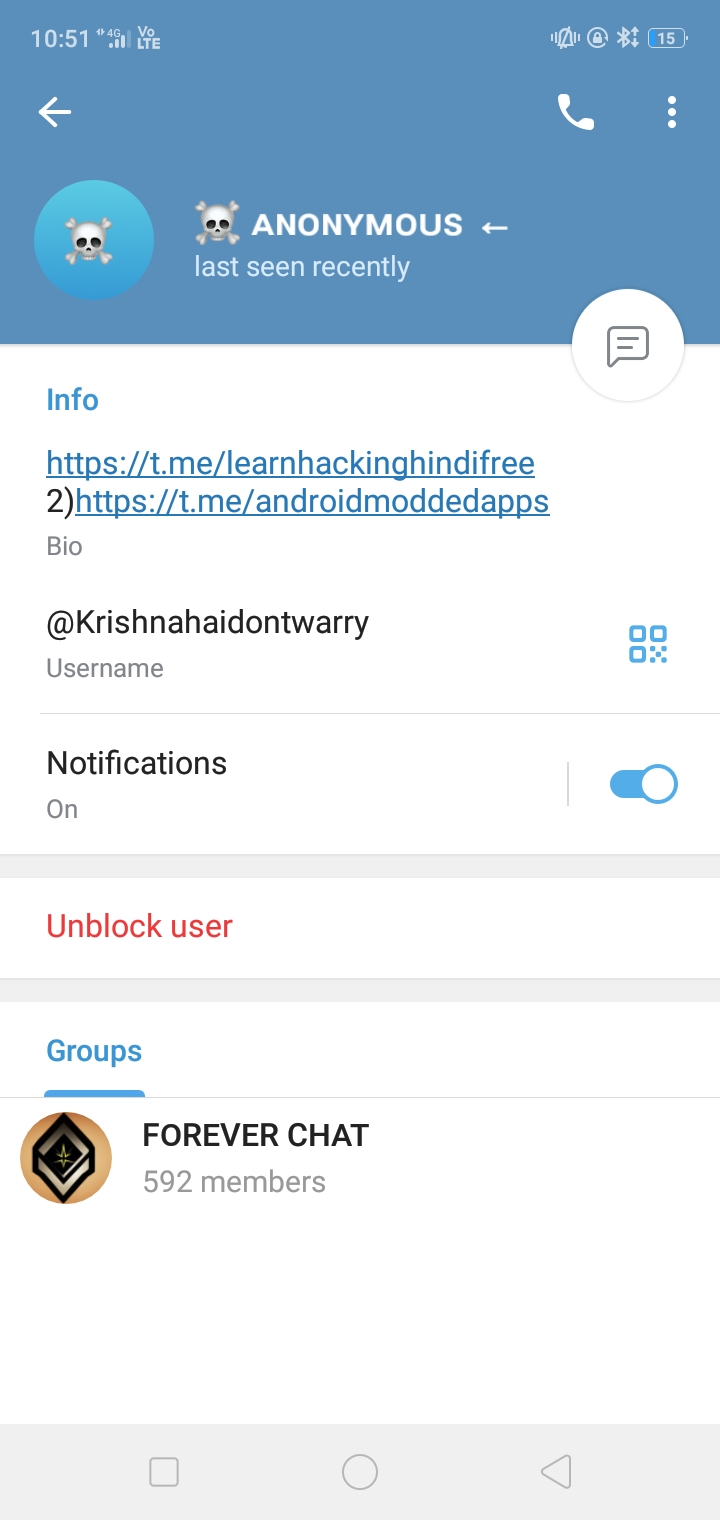 10:51 4G Vo LTE 15
☠️ ANONYMOUS ←
last seen recently
Info
https://t.me/learnhackinghindifree
2)https://t.me/androidmoddedapps
Bio
@Krishnahaidontwarry
Username
Notifications
On
Unblock user
Groups
FOREVER CHAT
592 members